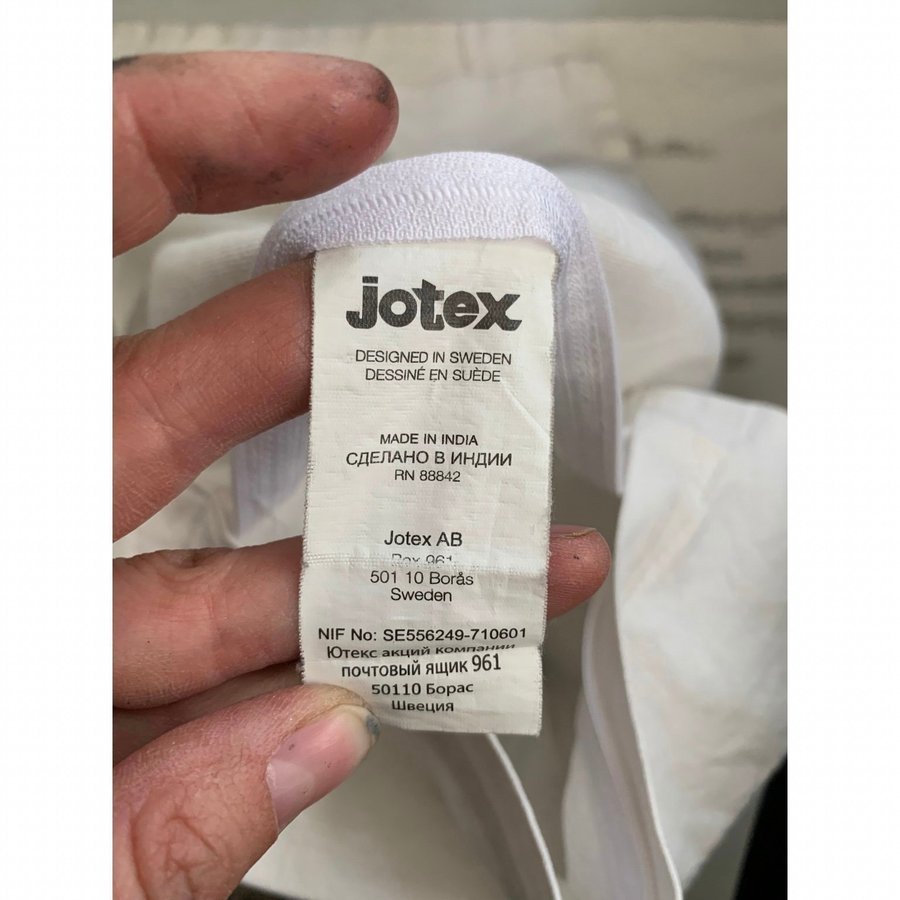 jotex
DESIGNED IN SWEDEN
DESSINÉ EN SUÈDE
MADE IN INDIA
СДЕЛАНО В ИНДИИ
RN 88842
Jotex AB
Box 961
501 10 Borås
Sweden
NIF No: SE556249-710601
Ютекс акций компании
почтовый ящик 961
50110 Борас
Швеция